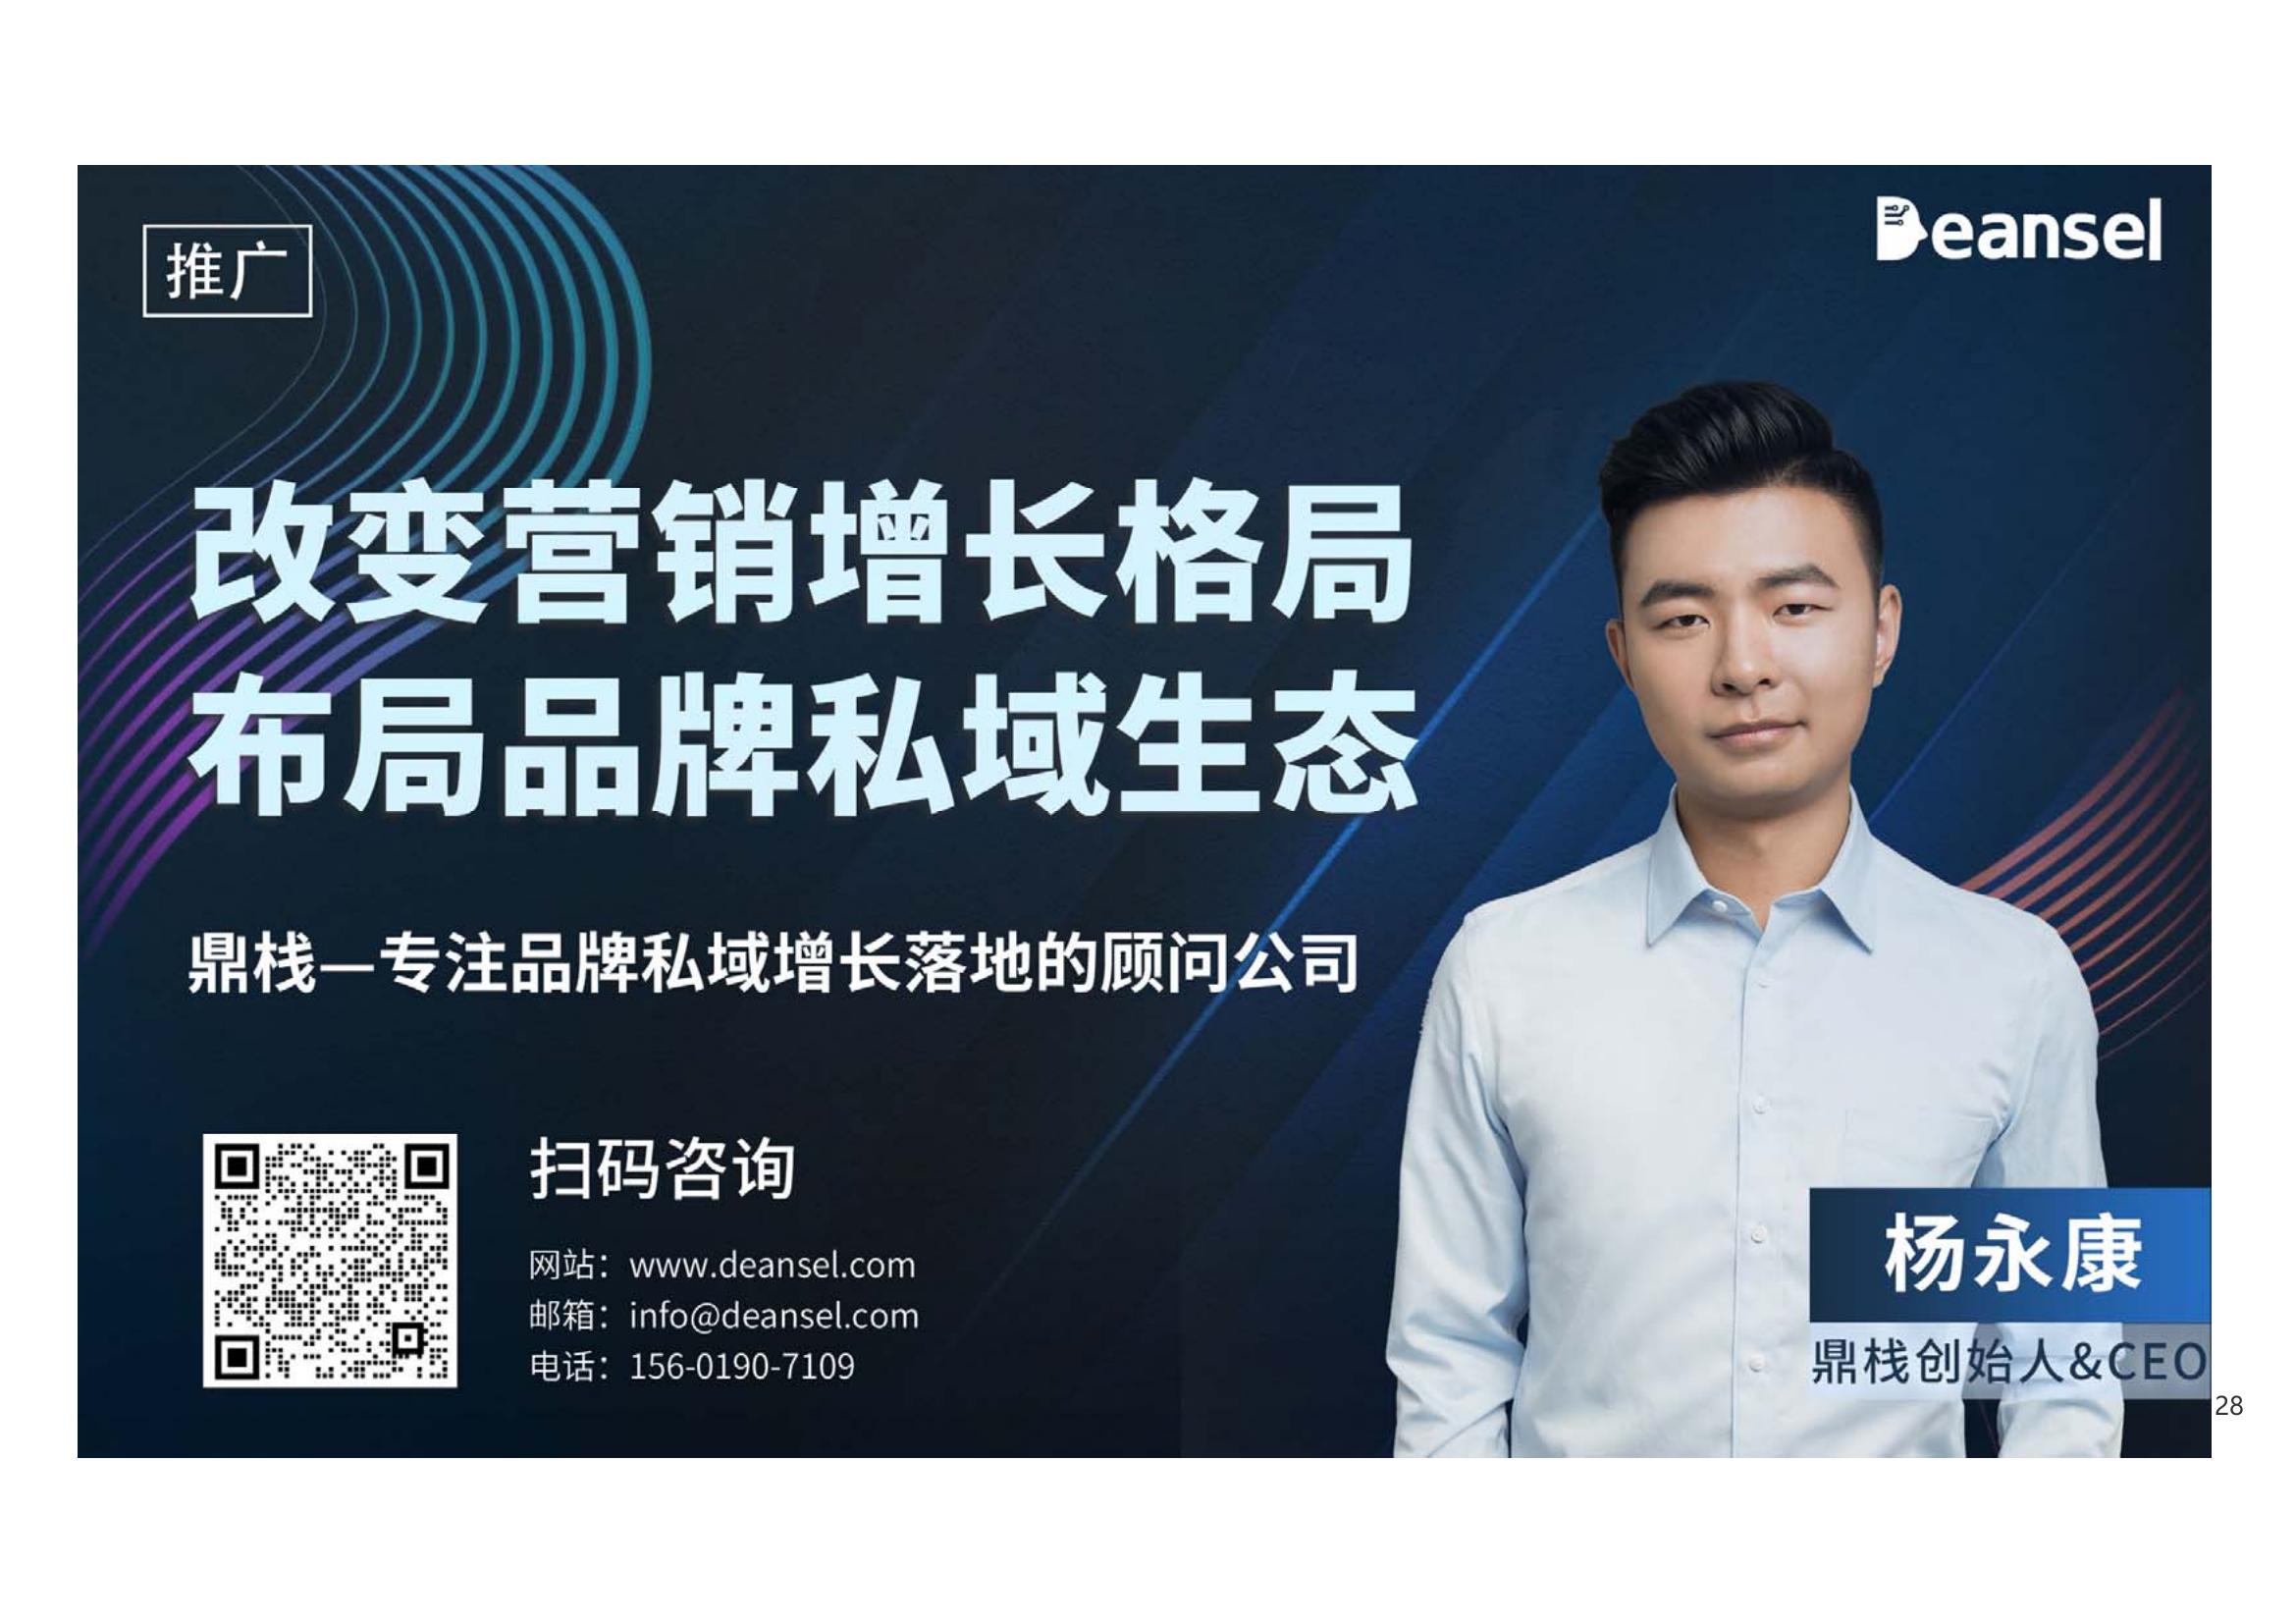 推广
Deansel
改变营销增长格局
布局品牌私域生态
鼎栈—专注品牌私域增长落地的顾问公司
扫码咨询
网站：www.deansel.com
邮箱：info@deansel.com
电话：156-0190-7109
杨永康
鼎栈创始人&CEO
28